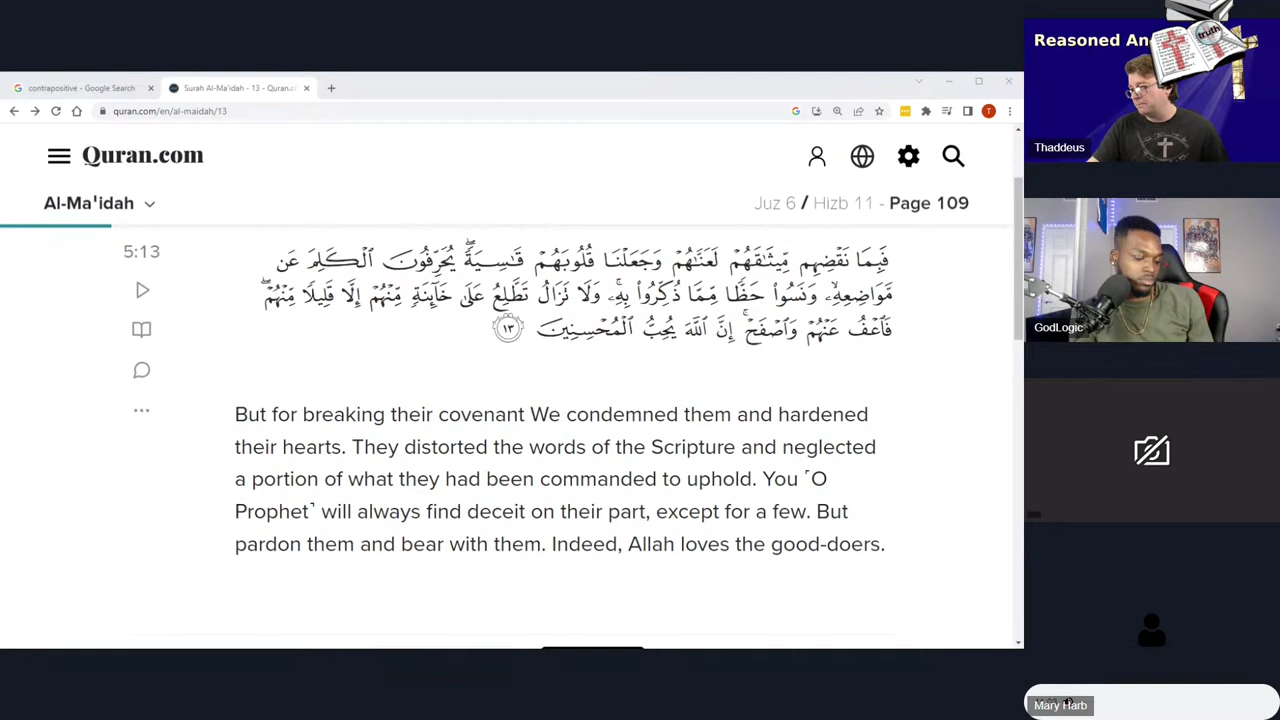 contrapositive - Google Search
Surah Al-Ma'idah - 13 - Quran.c
quran.com/en/al-maidah/13
T
Quran.com
Al-Ma'idah
Juz 6 / Hizb 11 - Page 109
5:13
فَبِمَا نَقْضِهِم مِّيثَـٰقَهُمْ لَعَنَّـٰهُمْ وَجَعَلْنَا قُلُوبَهُمْ قَـٰسِيَةًۭ ۖ يُحَرِّفُونَ ٱلْكَلِمَ عَن
مَّوَاضِعِهِۦ ۙ وَنَسُوا۟ حَظًّۭا مِّمَّا ذُكِّرُوا۟ بِهِۦ ۚ وَلَا تَزَالُ تَطَّلِعُ عَلَىٰ خَآئِنَةٍۢ مِّنْهُمْ إِلَّا قَلِيلًۭا مِّنْهُمْ ۖ
فَٱعْفُ عَنْهُمْ وَٱصْفَحْ ۚ إِنَّ ٱللَّهَ يُحِبُّ ٱلْمُحْسِنِينَ ١٣
But for breaking their covenant We condemned them and hardened
their hearts. They distorted the words of the Scripture and neglected
a portion of what they had been commanded to uphold. You ˹O
Prophet˺ will always find deceit on their part, except for a few. But
pardon them and bear with them. Indeed, Allah loves the good-doers.
Reasoned An
truth
Thaddeus
GodLogic
Mary Harb